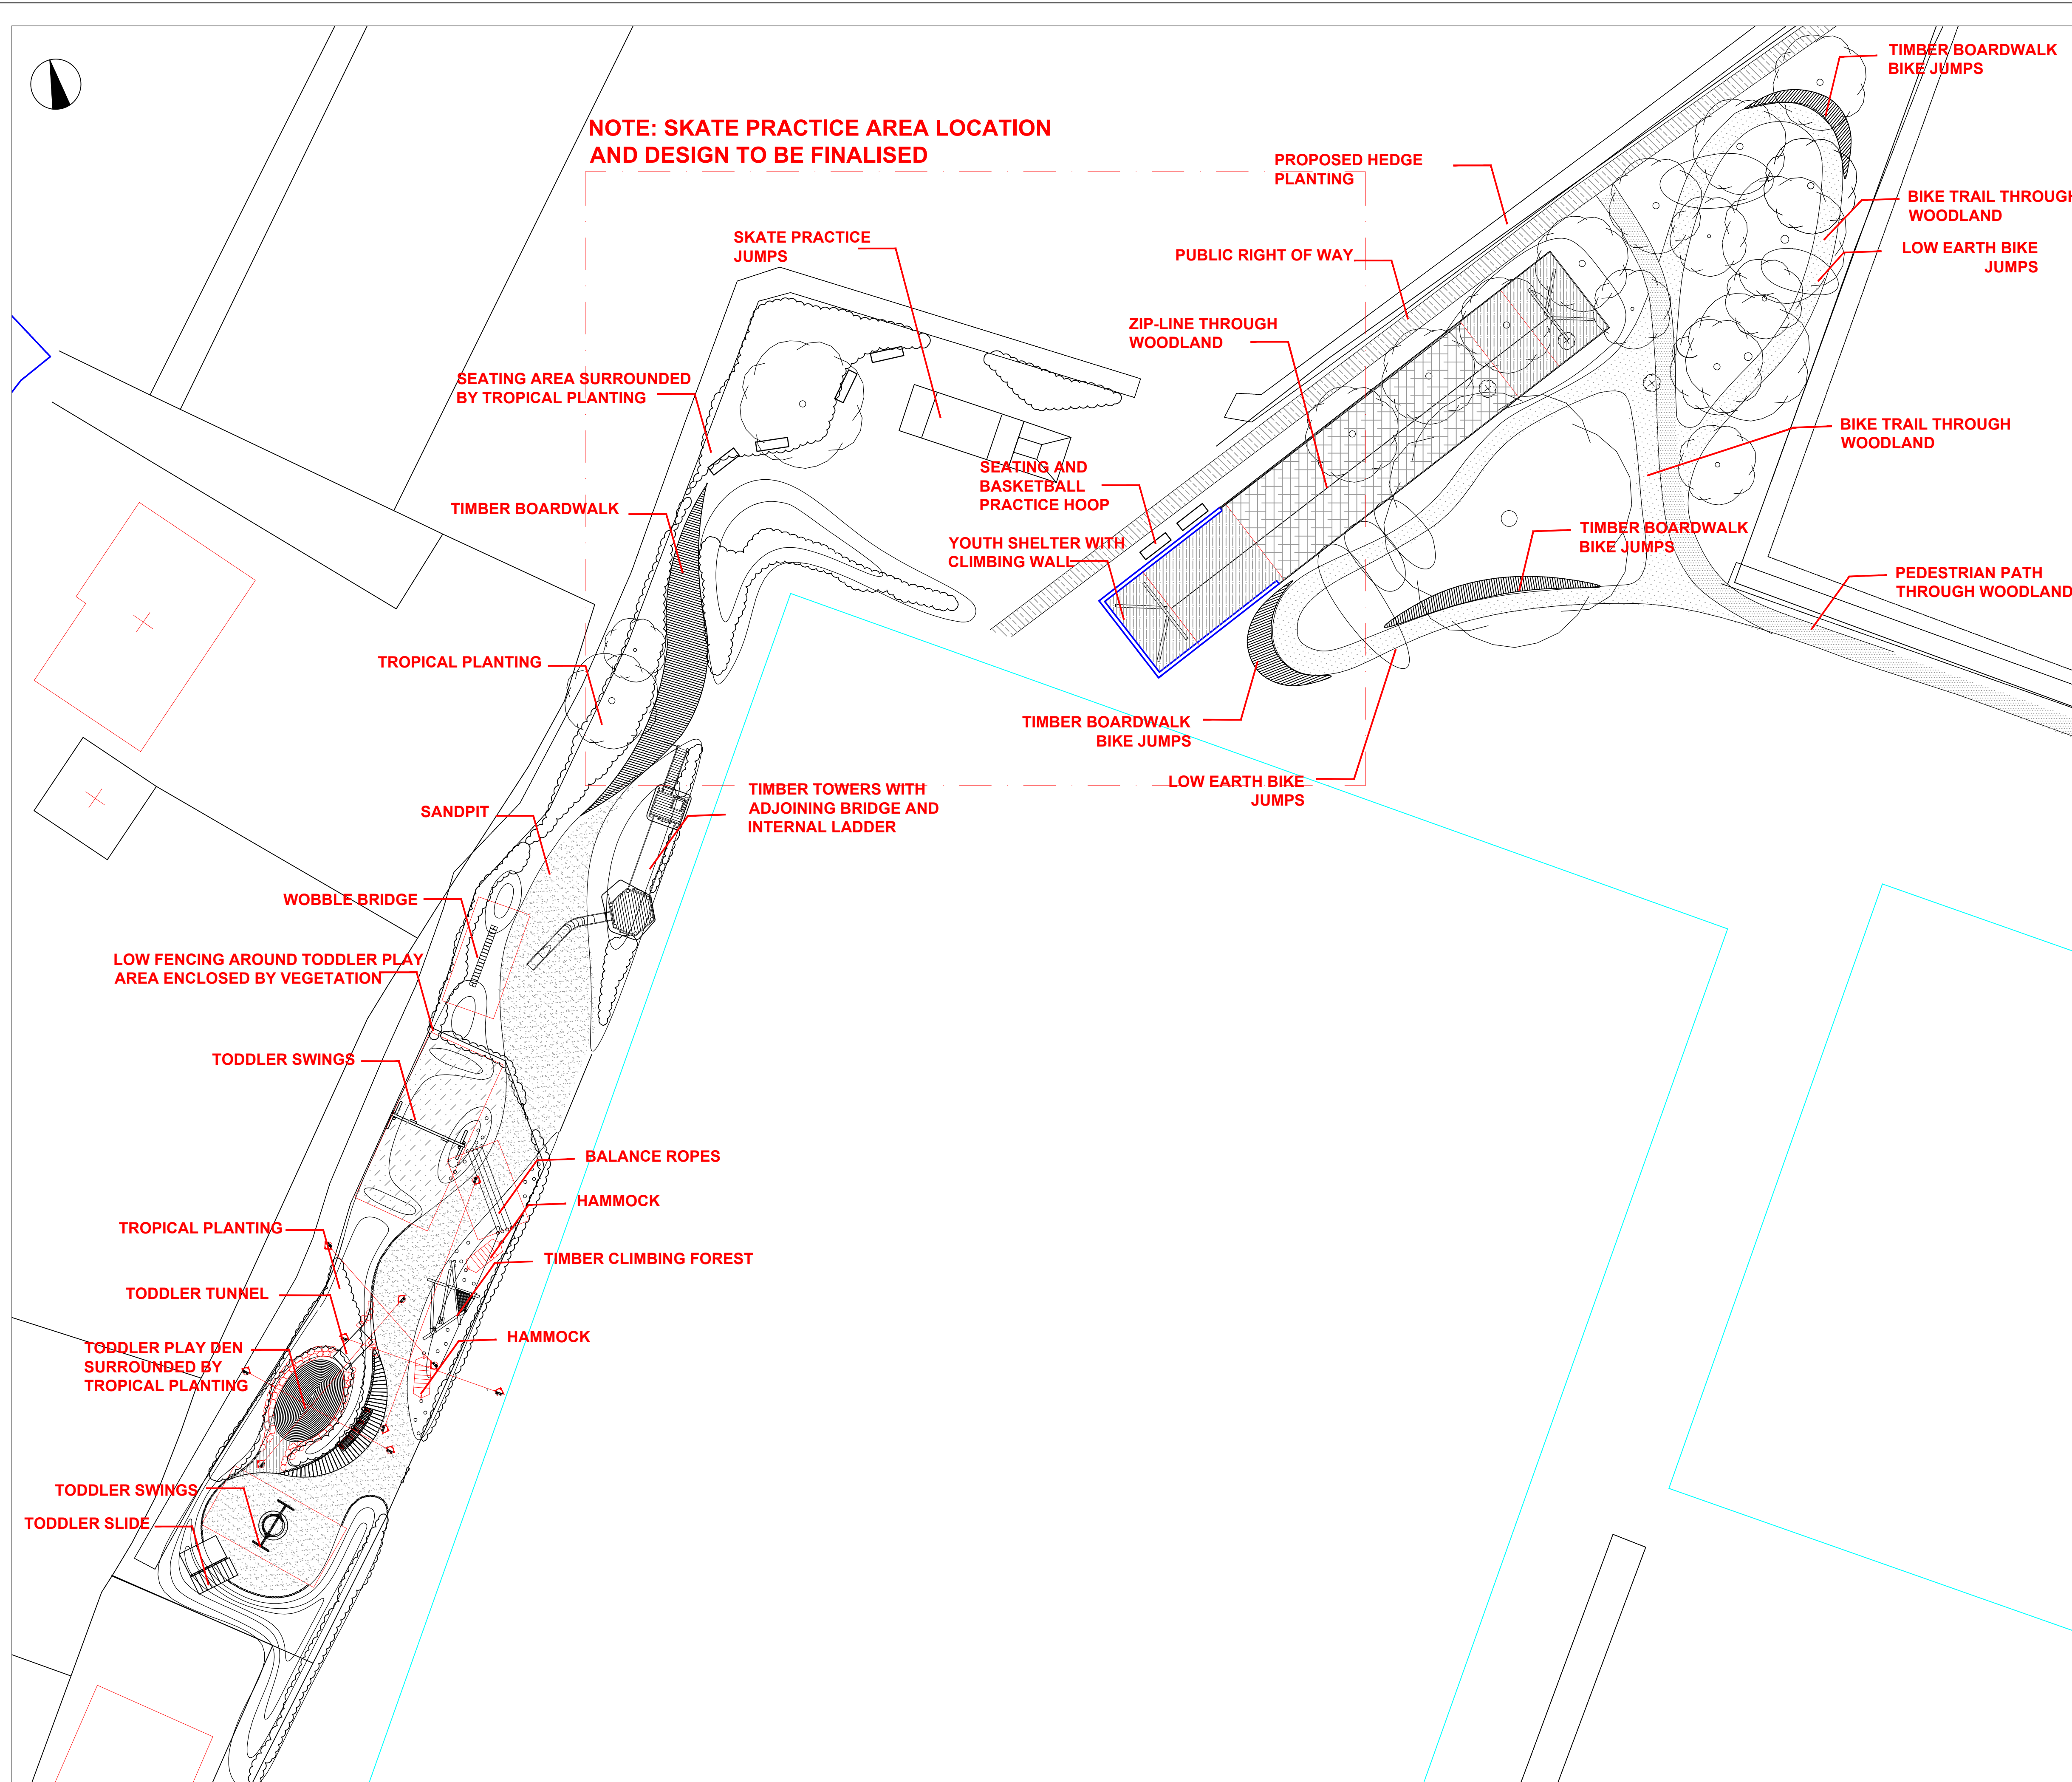 TIMBER BOARDWALK
BIKE JUMPS
NOTE: SKATE PRACTICE AREA LOCATION
AND DESIGN TO BE FINALISED
PROPOSED HEDGE
PLANTING
BIKE TRAIL THROUGH
WOODLAND
SKATE PRACTICE
JUMPS
PUBLIC RIGHT OF WAY
LOW EARTH BIKE
JUMPS
ZIP-LINE THROUGH
WOODLAND
SEATING AREA SURROUNDED
BY TROPICAL PLANTING
BIKE TRAIL THROUGH
WOODLAND
SEATING AND
BASKETBALL
PRACTICE HOOP
TIMBER BOARDWALK
TIMBER BOARDWALK
BIKE JUMPS
YOUTH SHELTER WITH
CLIMBING WALL
PEDESTRIAN PATH
THROUGH WOODLAND
TROPICAL PLANTING
TIMBER BOARDWALK
BIKE JUMPS
LOW EARTH BIKE
JUMPS
TIMBER TOWERS WITH
ADJOINING BRIDGE AND
INTERNAL LADDER
SANDPIT
WOBBLE BRIDGE
LOW FENCING AROUND TODDLER PLAY
AREA ENCLOSED BY VEGETATION
TODDLER SWINGS
BALANCE ROPES
HAMMOCK
TROPICAL PLANTING
TIMBER CLIMBING FOREST
TODDLER TUNNEL
HAMMOCK
TODDLER PLAY DEN
SURROUNDED BY
TROPICAL PLANTING
TODDLER SWINGS
TODDLER SLIDE